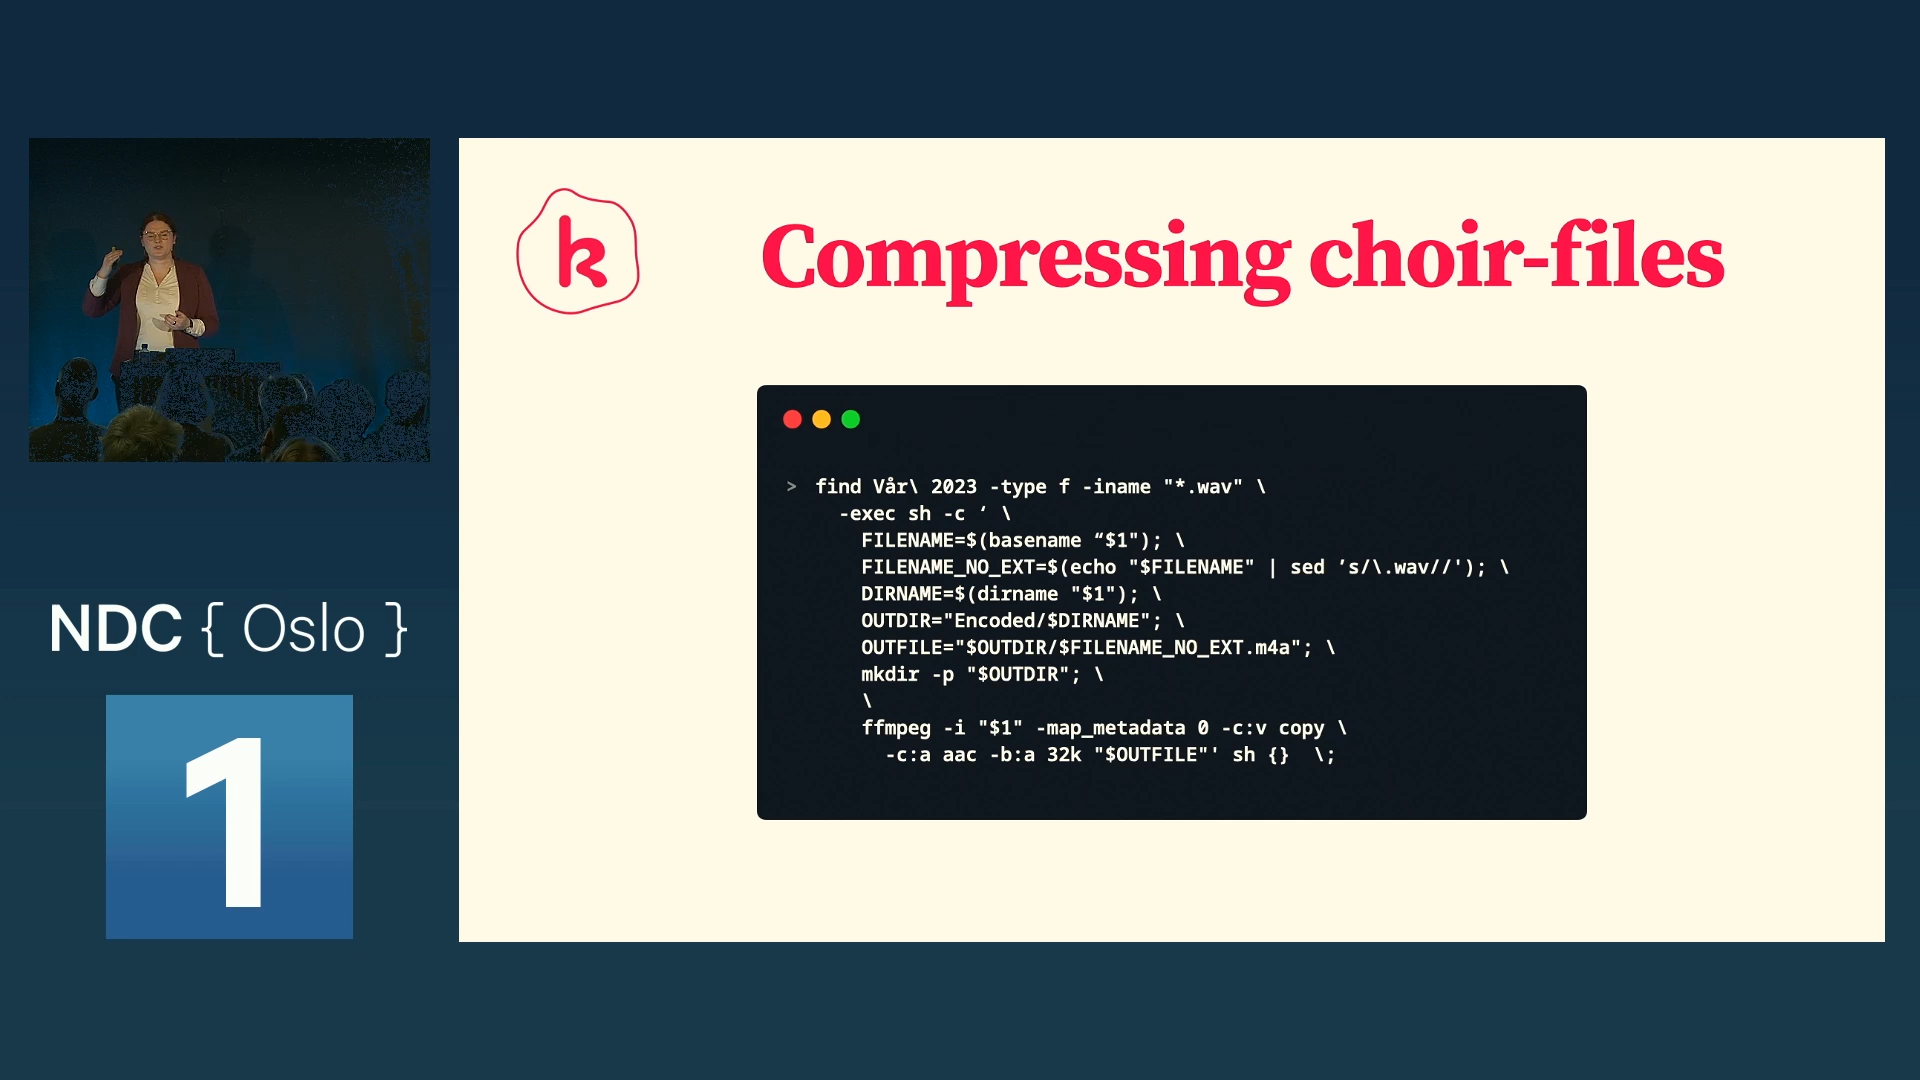 k
Compressing choir-files
> find Vår\ 2023 -type f -iname "*.wav" \
-exec sh -c ‘ \
FILENAME=$(basename “$1"); \
FILENAME_NO_EXT=$(echo "$FILENAME" | sed ’s/\.wav//'); \
DIRNAME=$(dirname "$1"); \
OUTDIR="Encoded/$DIRNAME"; \
OUTFILE="$OUTDIR/$FILENAME_NO_EXT.m4a"; \
mkdir -p "$OUTDIR"; \
\
ffmpeg -i "$1" -map_metadata 0 -c:v copy \
-c:a aac -b:a 32k "$OUTFILE"' sh {}  \;
NDC { Oslo }
1